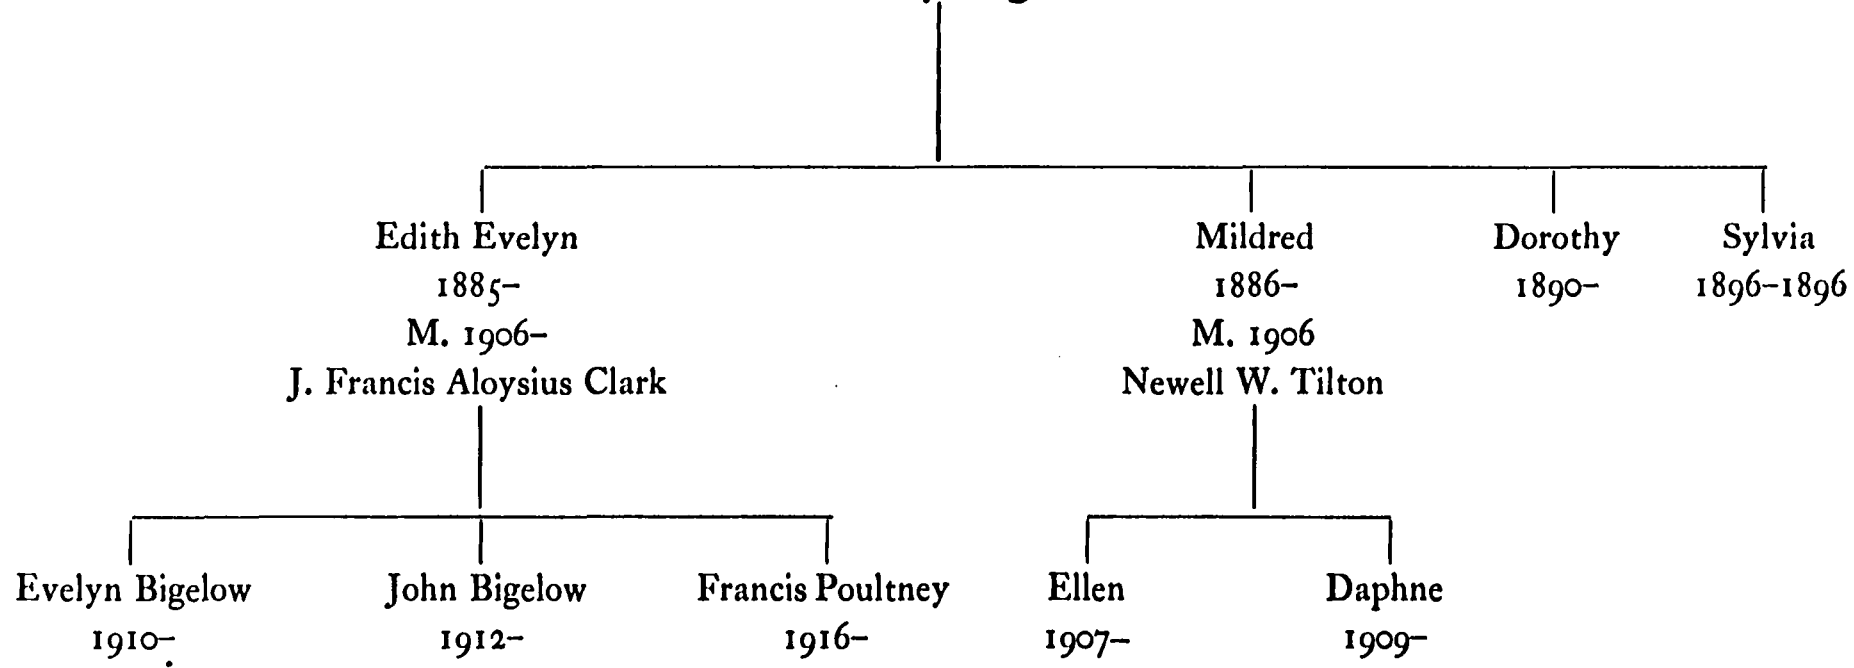 Edith Evelyn
1885–
M. 1906–
J. Francis Aloysius Clark
Mildred
1886–
M. 1906
Newell W. Tilton
Dorothy
1890–
Sylvia
1896–1896
Evelyn Bigelow
1910–
John Bigelow
1912–
Francis Poultney
1916–
Ellen
1907–
Daphne
1909–